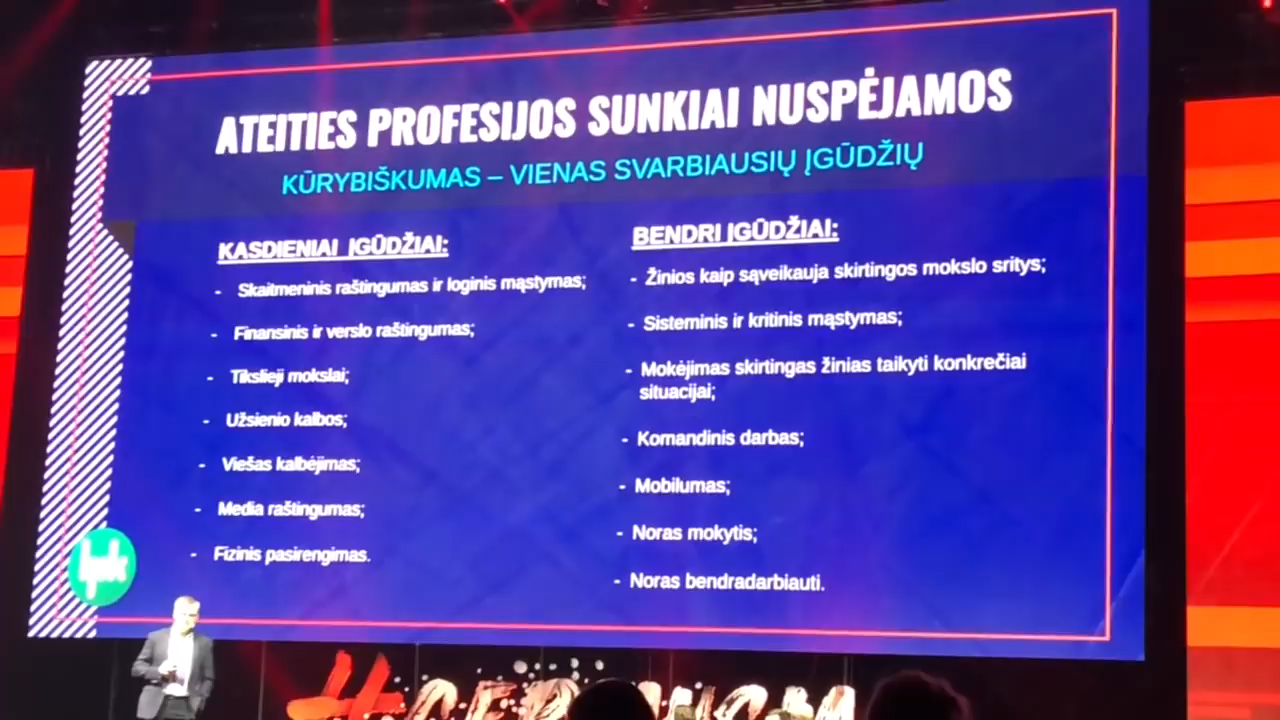 ATEITIES PROFESIJOS SUNKIAI NUSPĖJAMOS
KŪRYBIŠKUMAS – VIENAS SVARBIAUSIŲ ĮGŪDŽIŲ
KASDIENIAI ĮGŪDŽIAI:
- Skaitmeninis raštingumas ir loginis mąstymas;
- Finansinis ir verslo raštingumas;
- Tikslieji mokslai;
- Užsienio kalbos;
- Viešas kalbėjimas;
- Media raštingumas;
- Fizinis pasirengimas.
BENDRI ĮGŪDŽIAI:
- Žinios kaip sąveikauja skirtingos mokslo sritys;
- Sisteminis ir kritinis mąstymas;
- Mokėjimas skirtingas žinias taikyti konkrečiai
situacijai;
- Komandinis darbas;
- Mobilumas;
- Noras mokytis;
- Noras bendradarbiauti.